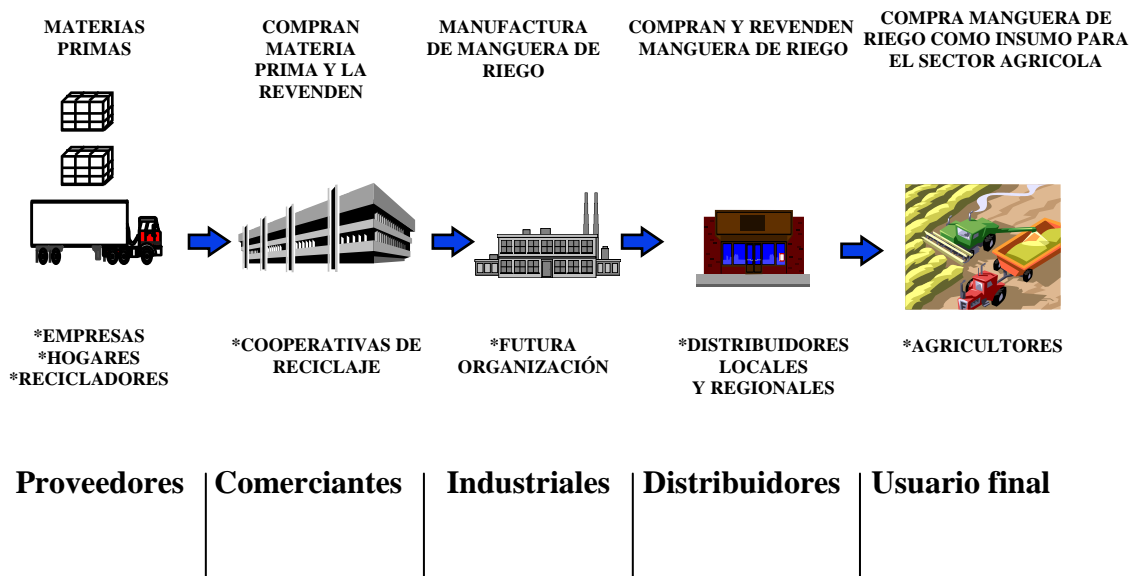 MATERIAS
PRIMAS
COMPRAN
MATERIA
PRIMA Y LA
REVENDEN
MANUFACTURA
DE MANGUERA DE
RIEGO
COMPRAN Y REVENDEN
MANGUERA DE RIEGO
COMPRA MANGUERA DE
RIEGO COMO INSUMO PARA
EL SECTOR AGRICOLA
*EMPRESAS
*HOGARES
*RECICLADORES
*COOPERATIVAS DE
RECICLAJE
*FUTURA
ORGANIZACIÓN
*DISTRIBUIDORES
LOCALES
Y REGIONALES
*AGRICULTORES
Proveedores
Comerciantes
Industriales
Distribuidores
Usuario final